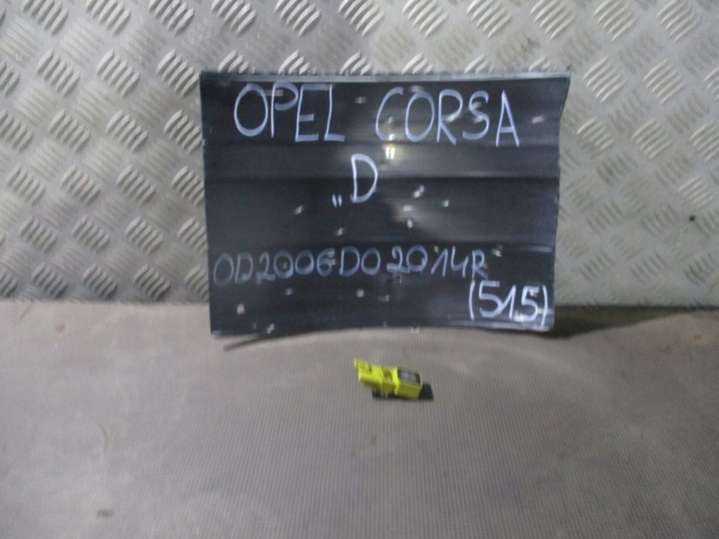 OPEL CORSA
„D"
OD2006DO2014R
(515)